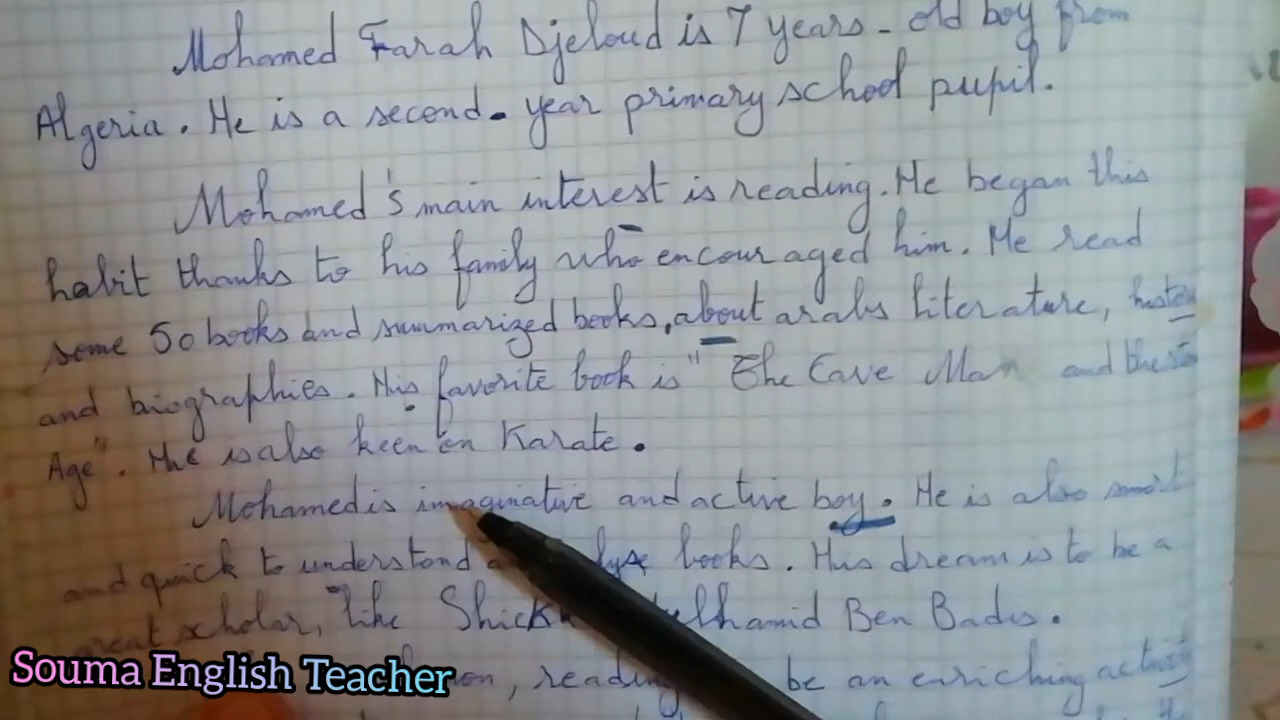 Mohamed Farah Djeloud is 7 years - old boy from
Algeria. He is a second - year primary school pupil.
Mohamed's main interest is reading. He began this
habit thanks to his family who encouraged him. He read
some 50 books and summarized books, about arabs literature,
and biographies. His favorite book is " The Cave Man and the
Age". He is also keen on Karate.
Mohamed is imaginative and active boy. He is also smart
and quick to understand books. His dream is to be a
great scholar, like Ben Badis.
reading be an enriching
Souma English Teacher